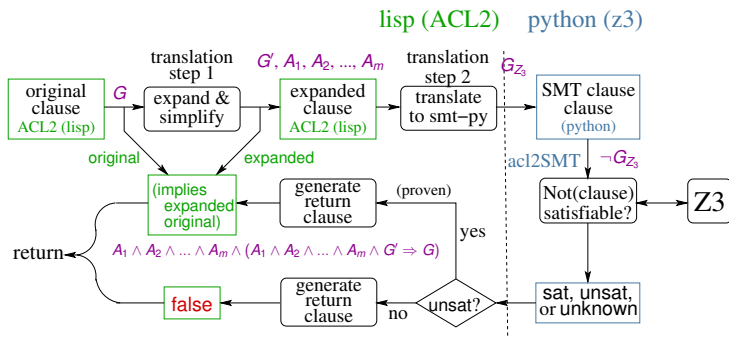 lisp (ACL2) python (z3)
translation
step 1
G', A₁, A₂, ..., Aₘ
translation
step 2
G_Z₃
original
clause
ACL2 (lisp)
G
expand &
simplify
expanded
clause
ACL2 (lisp)
translate
to smt−py
SMT clause
clause
(python)
original
expanded
acl2SMT
¬G_Z₃
(implies
expanded
original)
generate
return
clause
(proven)
Not(clause)
satisfiable?
Z3
yes
return
A₁ ∧ A₂ ∧ ... ∧ Aₘ ∧ (A₁ ∧ A₂ ∧ ... ∧ Aₘ ∧ G' ⇒ G)
false
generate
return
clause
no
unsat?
sat, unsat,
or unknown